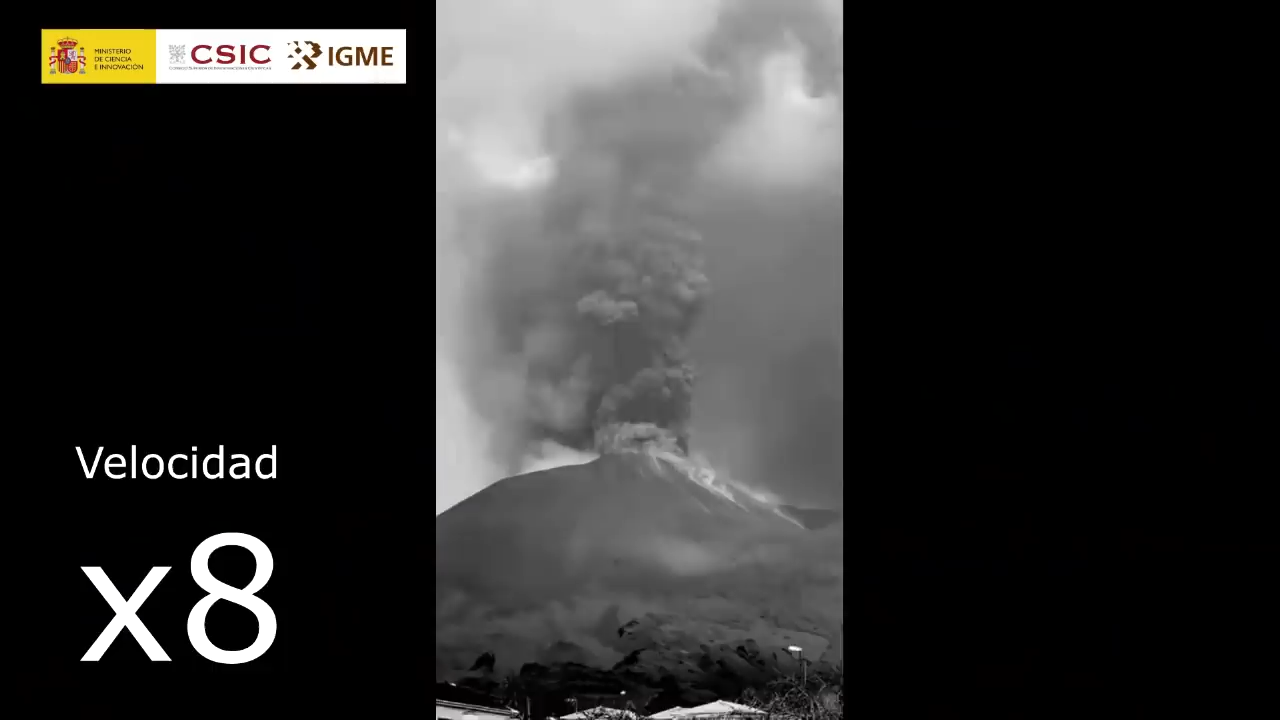 MINISTERIO
DE CIENCIA
E INNOVACIÓN
CSIC
IGME
Velocidad
x8